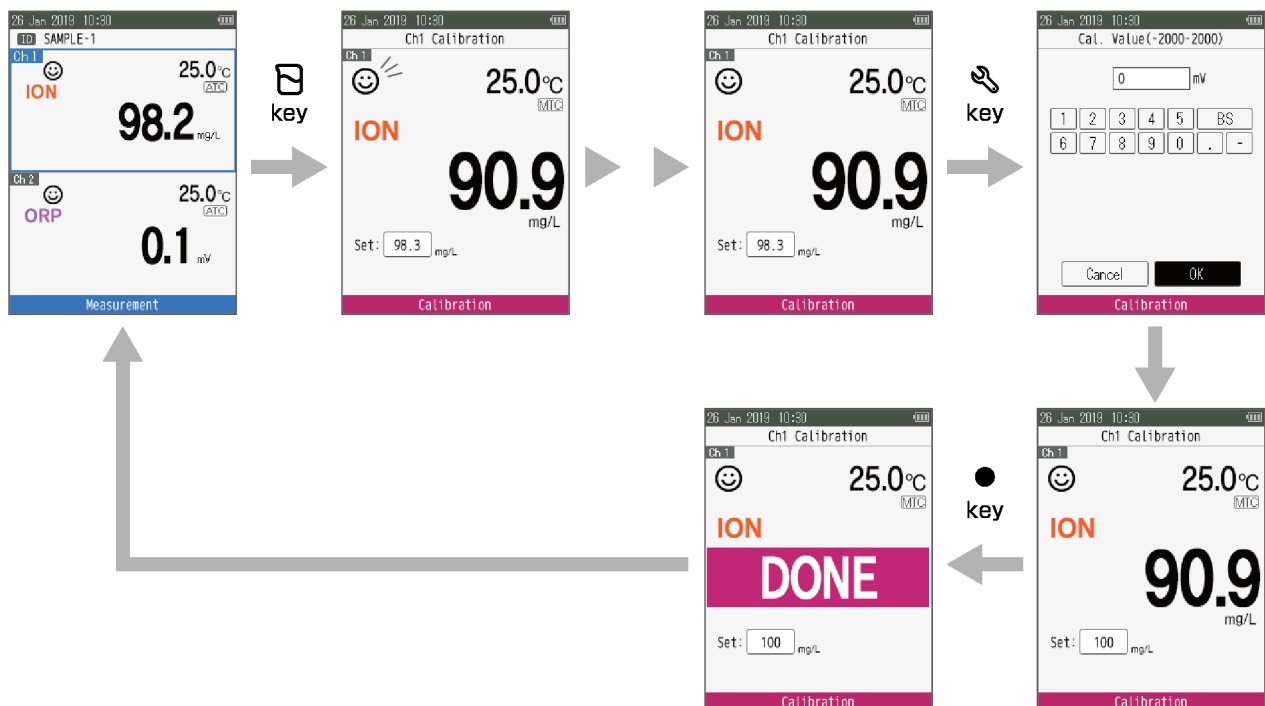 26 Jan 2019 10:30
ID SAMPLE-1
Ch 1
25.0℃
ATC
ION
98.2 mg/L
Ch 2
25.0℃
ATC
ORP
0.1 mV
Measurement
key
26 Jan 2019 10:30
Ch1 Calibration
Ch 1
25.0℃
MTC
ION
90.9
mg/L
Set: 98.3 mg/L
Calibration
26 Jan 2019 10:30
Ch1 Calibration
Ch 1
25.0℃
MTC
ION
90.9
mg/L
Set: 98.3 mg/L
Calibration
key
26 Jan 2019 10:30
Cal. Value(-2000-2000)
0 mV
1 2 3 4 5 BS
6 7 8 9 0 . -
Cancel OK
Calibration
26 Jan 2019 10:30
Ch1 Calibration
Ch 1
25.0℃
MTC
ION
90.9
mg/L
Set: 100 mg/L
Calibration
key
26 Jan 2019 10:30
Ch1 Calibration
Ch 1
25.0℃
MTC
ION
DONE
Set: 100 mg/L
Calibration